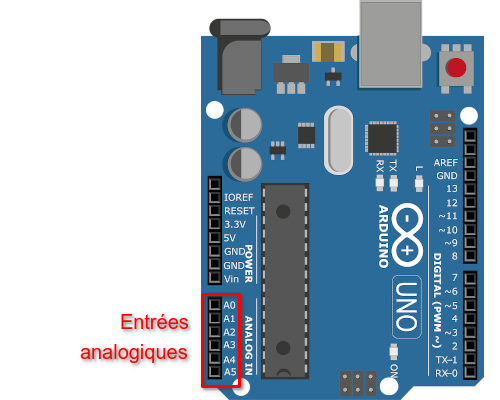 IOREF
RESET
3.3V
5V
GND
GND
Vin
POWER
Entrées
analogiques
A0
A1
A2
A3
A4
A5
ANALOG IN
RX
TX
L
ARDUINO
UNO
ON
AREF
GND
13
12
~11
~10
~9
8
7
~6
~5
4
~3
2
TX→1
RX←0
DIGITAL (PWM ~)